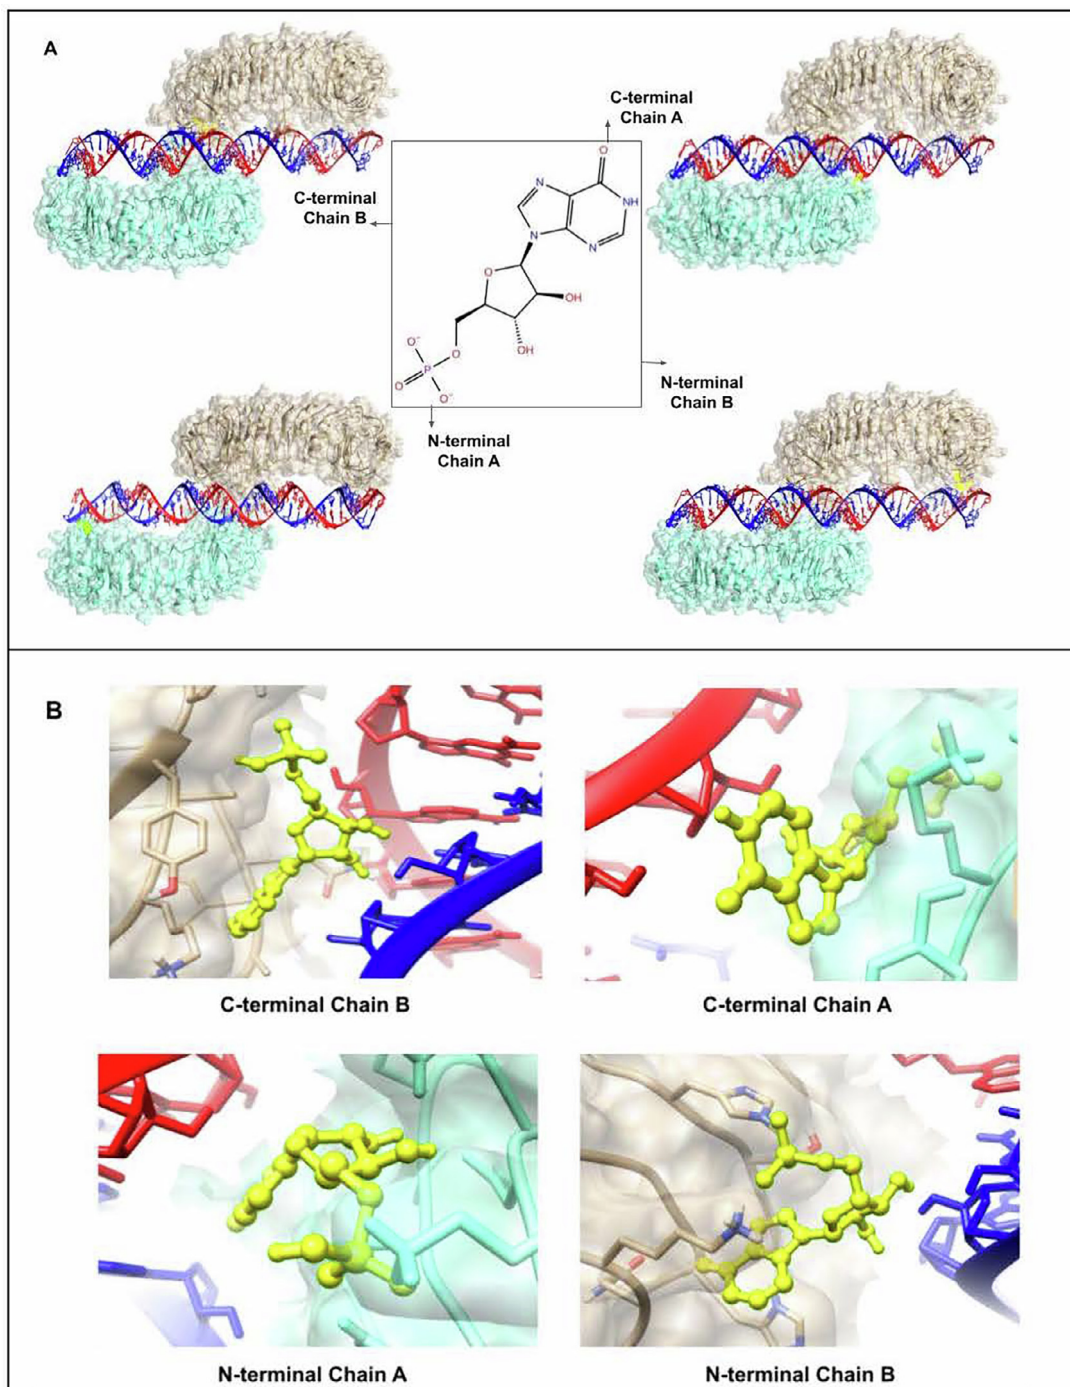 A
C-terminal
Chain A
O
N
NH
N
N
C-terminal
Chain B
O
OH
OH
O⁻
O
P
O
O⁻
N-terminal
Chain B
N-terminal
Chain A
B
C-terminal Chain B
C-terminal Chain A
N-terminal Chain A
N-terminal Chain B